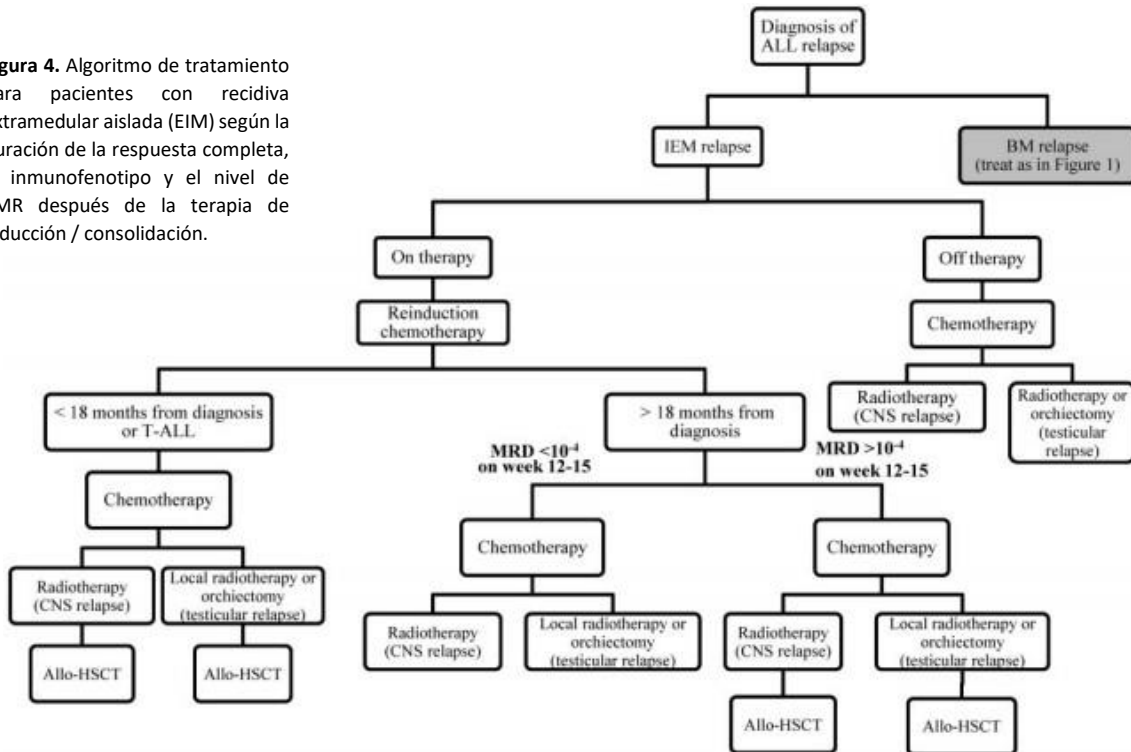 Diagnosis of
ALL relapse
gura 4. Algoritmo de tratamiento
ara pacientes con recidiva
xtramedular aislada (EIM) según la
uración de la respuesta completa,
inmunofenotipo y el nivel de
MR después de la terapia de
ducción / consolidación.
IEM relapse
BM relapse
(treat as in Figure 1)
On therapy
Off therapy
Reinduction
chemotherapy
Chemotherapy
Radiotherapy
(CNS relapse)
Radiotherapy or
orchiectomy
(testicular
relapse)
< 18 months from diagnosis
or T-ALL
> 18 months from
diagnosis
MRD <10⁻⁴
on week 12-15
MRD >10⁻⁴
on week 12-15
Chemotherapy
Chemotherapy
Chemotherapy
Radiotherapy
(CNS relapse)
Local radiotherapy or
orchiectomy
(testicular relapse)
Radiotherapy
(CNS relapse)
Local radiotherapy or
orchiectomy
(testicular relapse)
Radiotherapy
(CNS relapse)
Local radiotherapy or
orchiectomy
(testicular relapse)
Allo-HSCT
Allo-HSCT
Allo-HSCT
Allo-HSCT